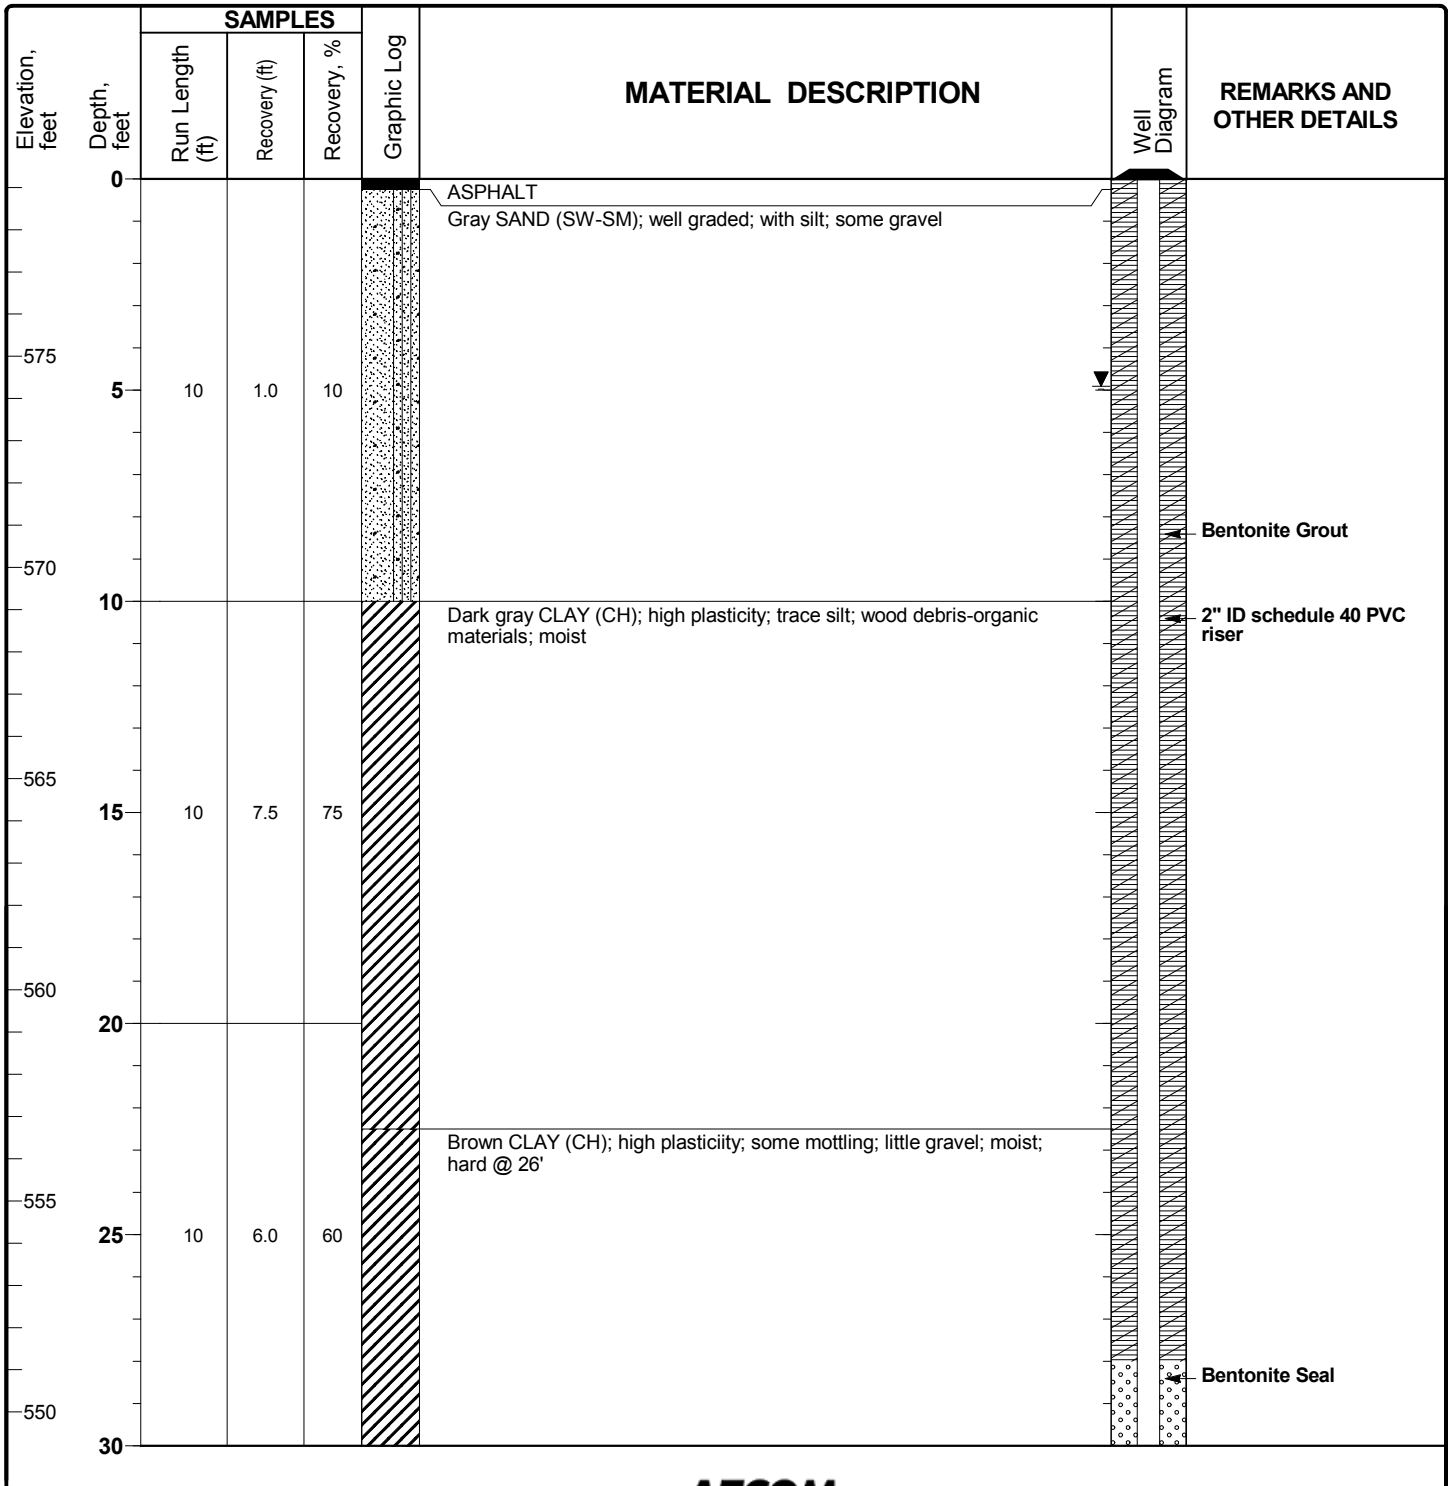 SAMPLES
Elevation,
feet
Depth,
feet
Run Length
(ft)
Recovery (ft)
Recovery, %
Graphic Log
MATERIAL DESCRIPTION
Well
Diagram
REMARKS AND
OTHER DETAILS
0
ASPHALT
Gray SAND (SW-SM); well graded; with silt; some gravel
575
5
10
1.0
10
Bentonite Grout
570
10
Dark gray CLAY (CH); high plasticity; trace silt; wood debris-organic
materials; moist
2" ID schedule 40 PVC
riser
565
15
10
7.5
75
560
20
Brown CLAY (CH); high plasticiity; some mottling; little gravel; moist;
hard @ 26'
555
25
10
6.0
60
Bentonite Seal
550
30